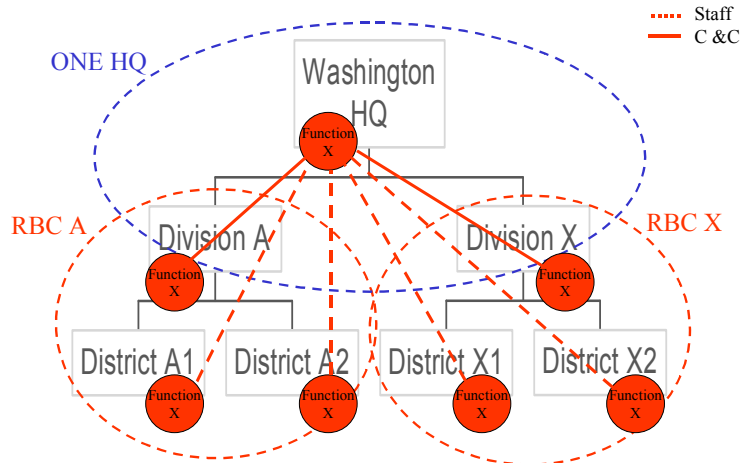 Staff
C &C
ONE HQ
Washington
HQ
Function
X
RBC A
RBC X
Division A
Division X
Function
X
Function
X
District A1
District A2
District X1
District X2
Function
X
Function
X
Function
X
Function
X